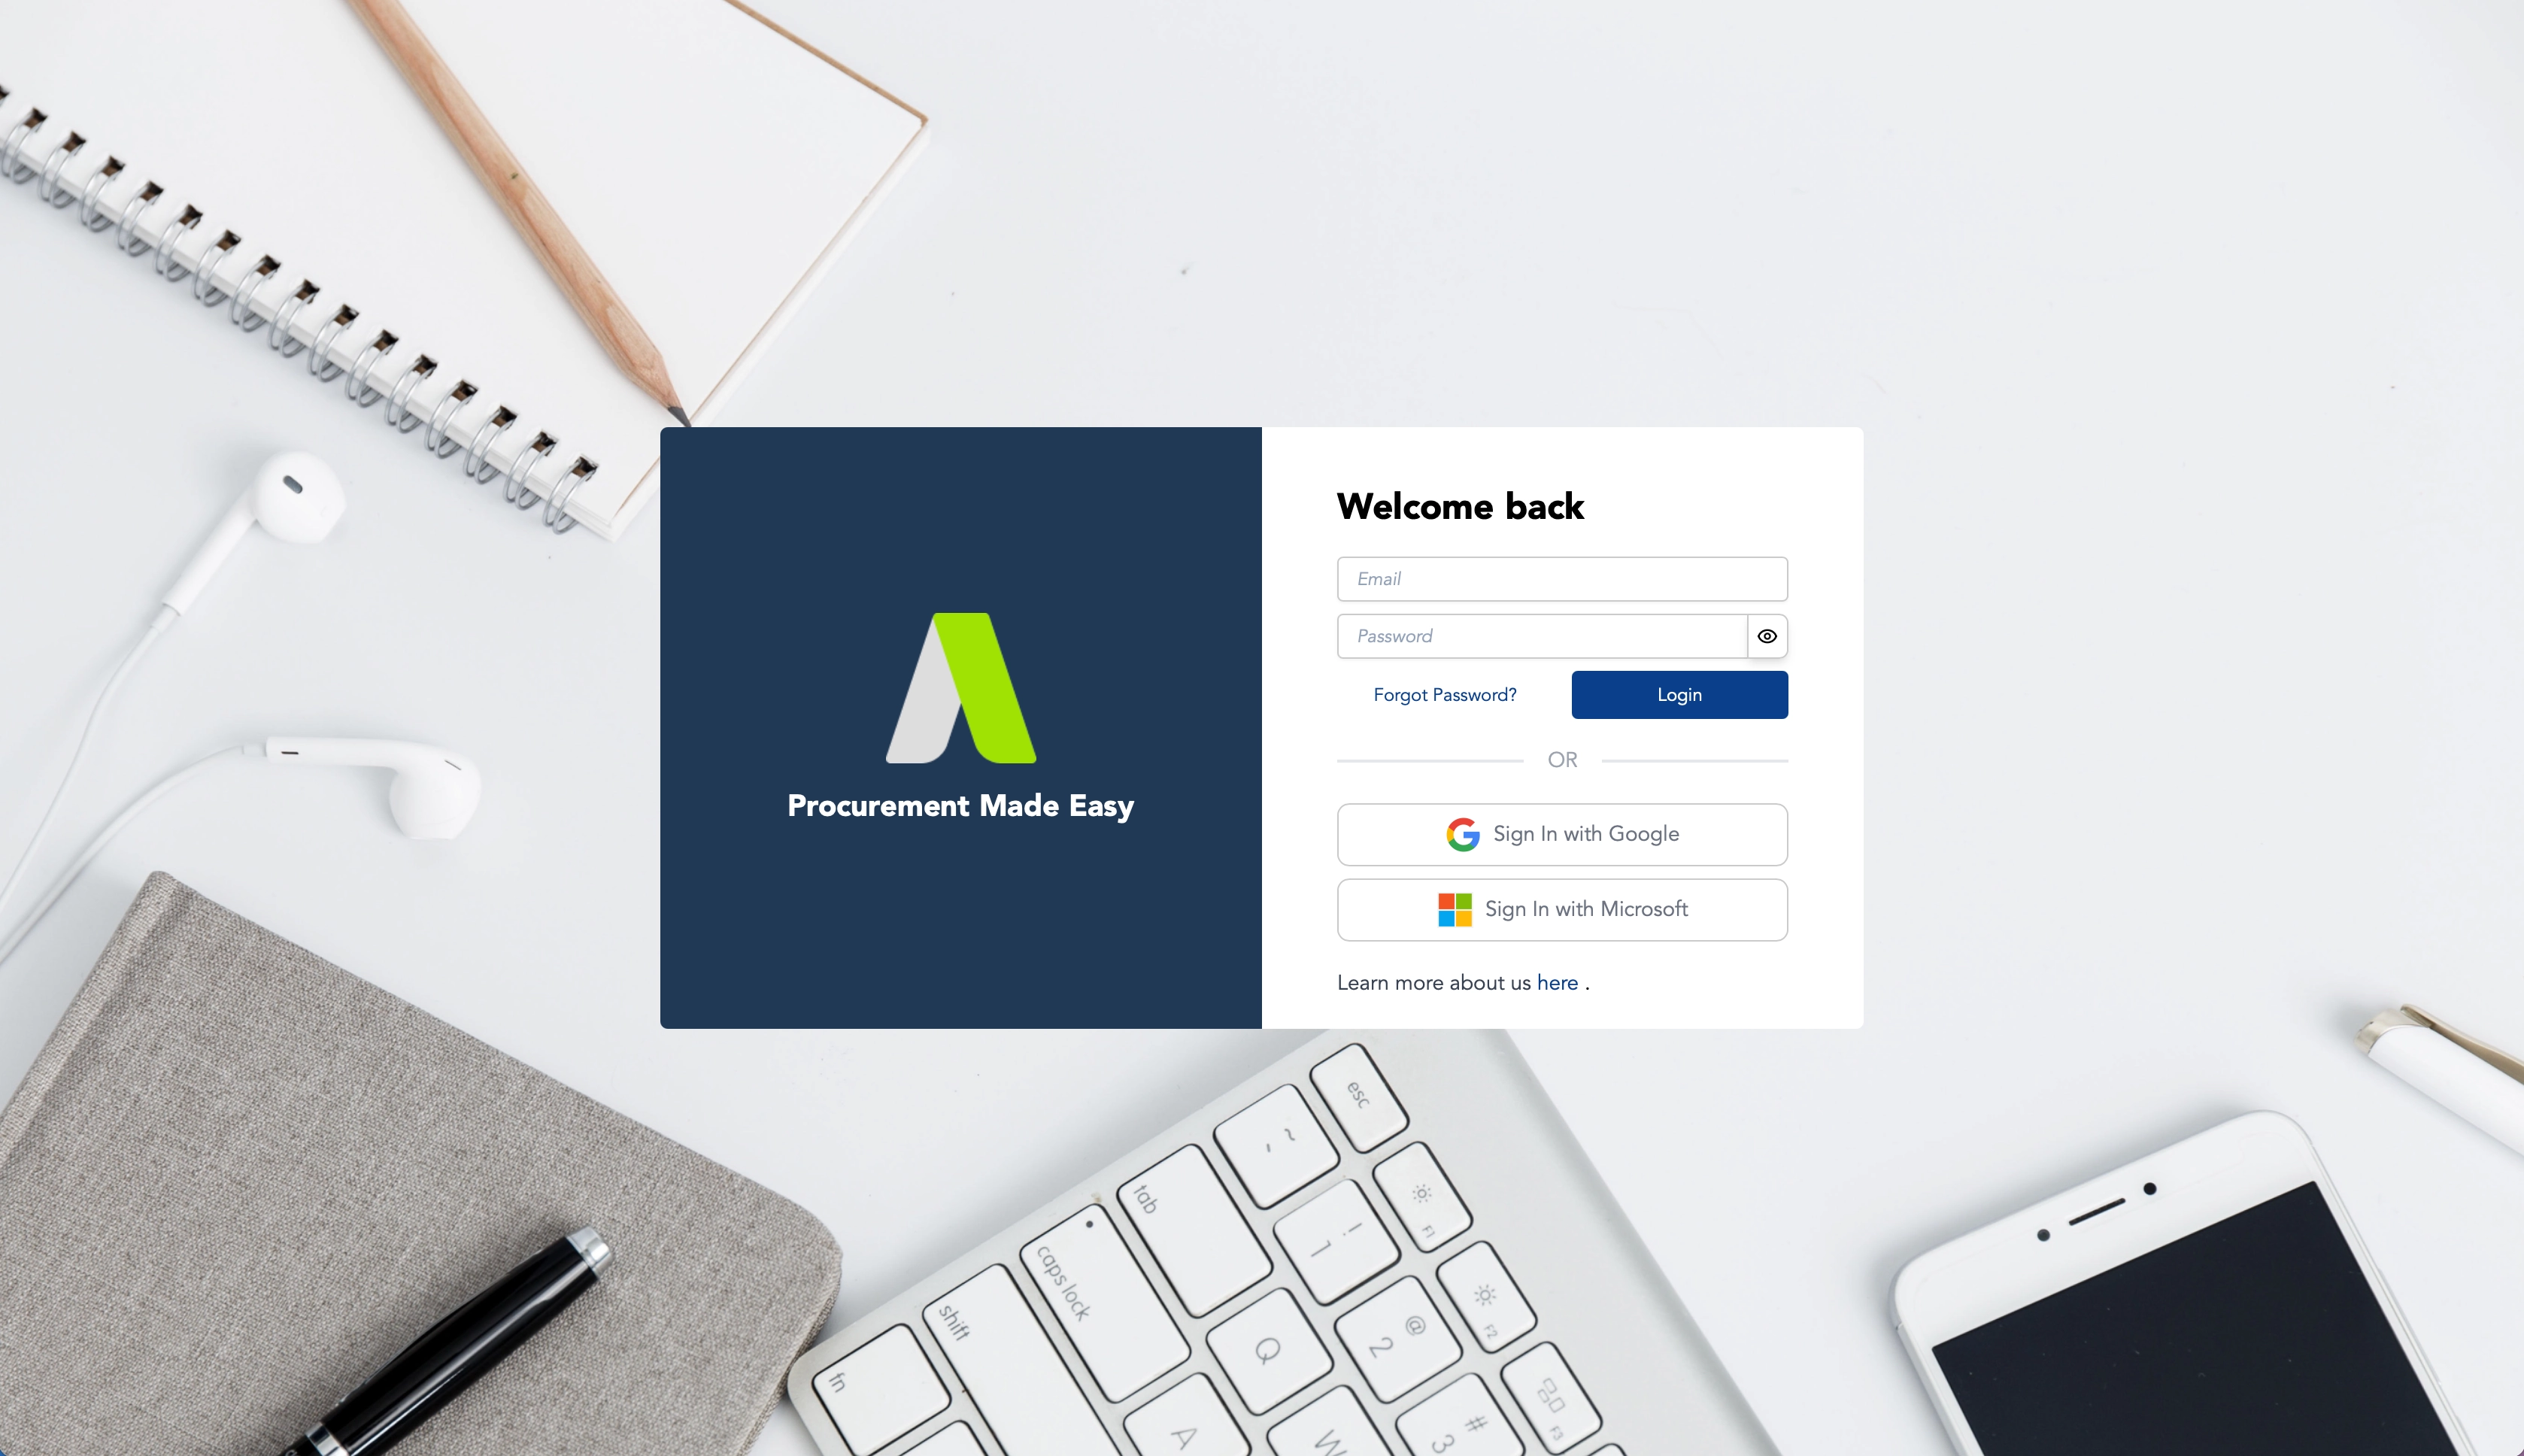 Welcome back
Email
Password
Forgot Password?
Login
OR
Procurement Made Easy
Sign In with Google
Sign In with Microsoft
Learn more about us here .
esc
~
tab
! 1
F1
caps lock
F2
shift
@ 2
Q
fn
F3
# 3
A
W